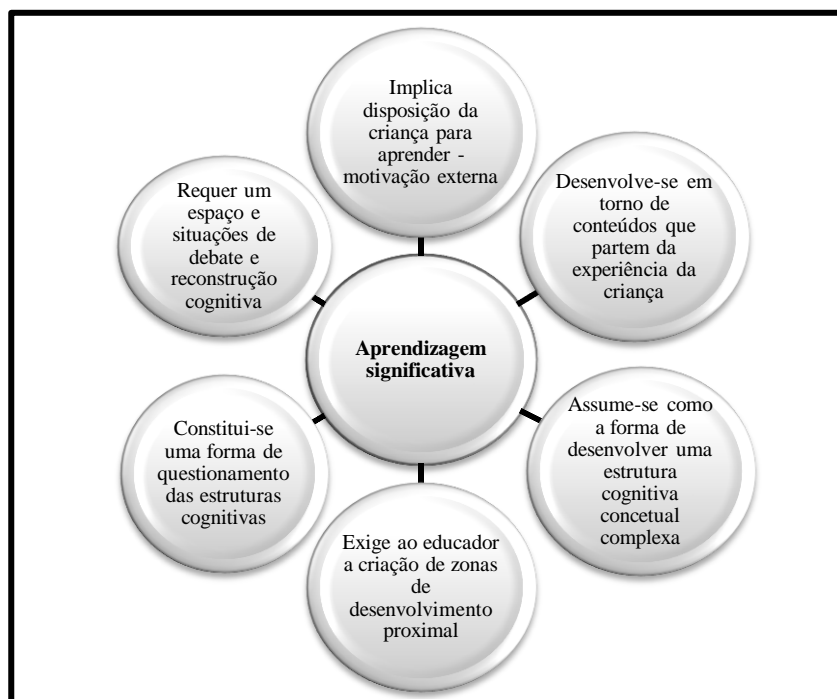 Implica
disposição da
criança para
aprender -
motivação externa
Desenvolve-se em
torno de
conteúdos que
partem da
experiência da
criança
Assume-se como
a forma de
desenvolver uma
estrutura
cognitiva
concetual
complexa
Exige ao educador
a criação de zonas
de
desenvolvimento
proximal
Constitui-se
uma forma de
questionamento
das estruturas
cognitivas
Requer um
espaço e
situações de
debate e
reconstrução
cognitiva
Aprendizagem
significativa